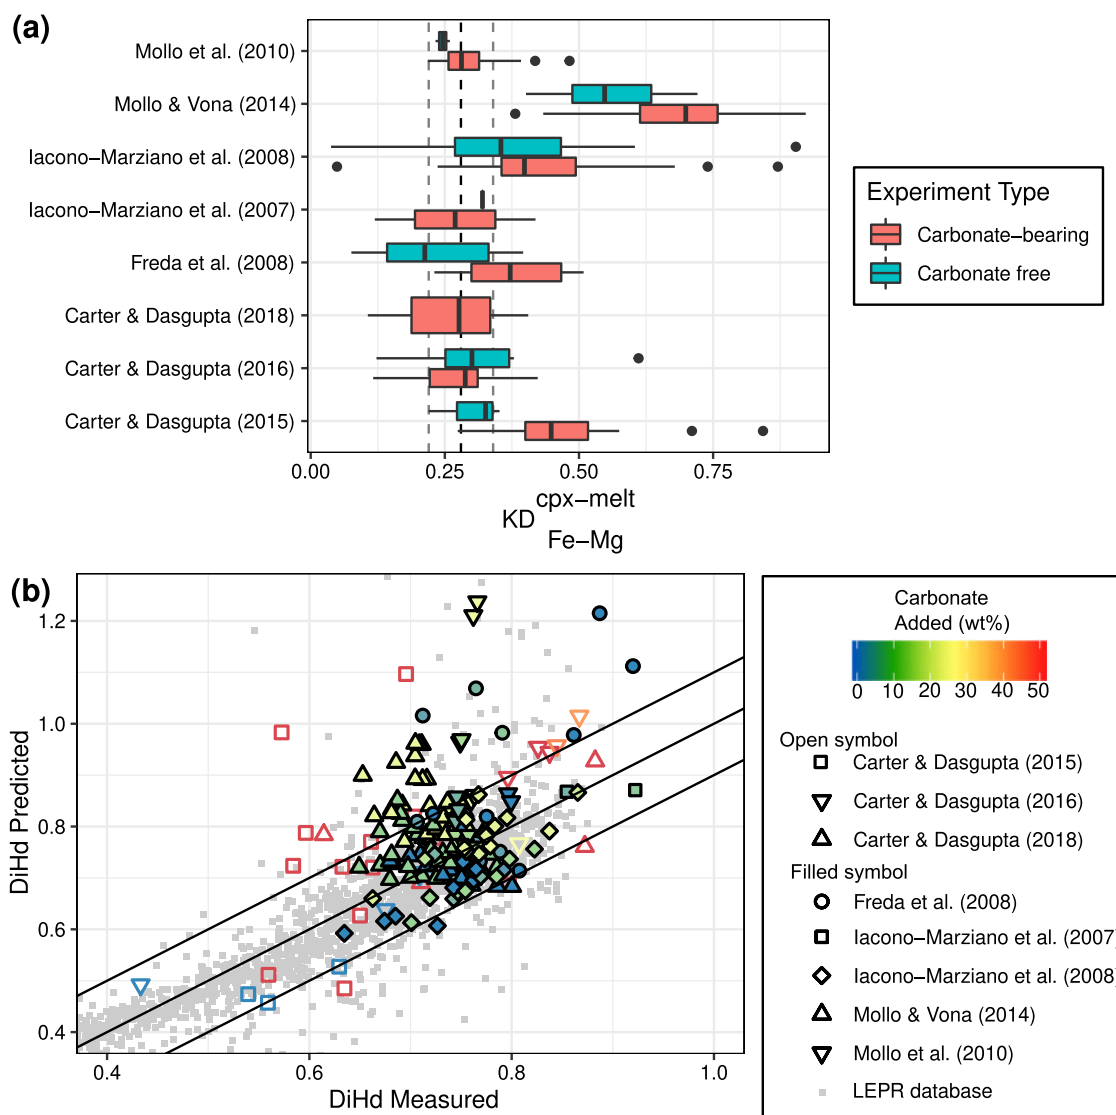 (a)
Mollo et al. (2010)
Mollo & Vona (2014)
Iacono−Marziano et al. (2008)
Iacono−Marziano et al. (2007)
Freda et al. (2008)
Carter & Dasgupta (2018)
Carter & Dasgupta (2016)
Carter & Dasgupta (2015)
0.00 0.25 0.50 0.75
cpx−melt
KD
Fe−Mg
Experiment Type
Carbonate−bearing
Carbonate free
(b)
DiHd Predicted
1.2
1.0
0.8
0.6
0.4
0.4 0.6 0.8 1.0
DiHd Measured
Carbonate
Added (wt%)
0 10 20 30 40 50
Open symbol
Carter & Dasgupta (2015)
Carter & Dasgupta (2016)
Carter & Dasgupta (2018)
Filled symbol
Freda et al. (2008)
Iacono−Marziano et al. (2007
Iacono−Marziano et al. (2008
Mollo & Vona (2014)
Mollo et al. (2010)
LEPR database